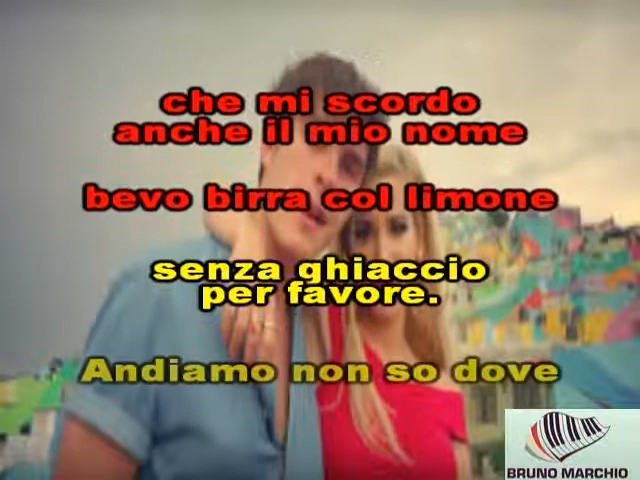 che mi scordo
anche il mio nome
bevo birra col limone
senza ghiaccio
per favore.
Andiamo non so dove
BRUNO MARCHIO